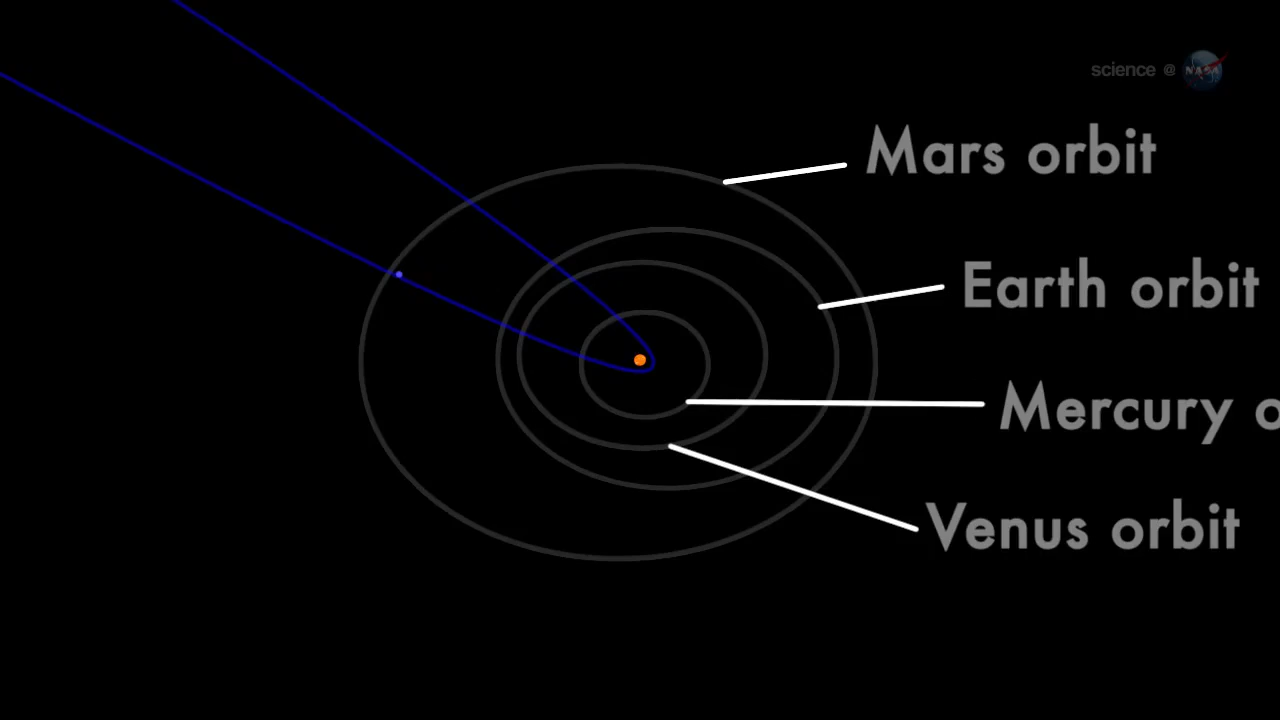 science @ NASA
Mars orbit
Earth orbit
Mercury o
Venus orbit